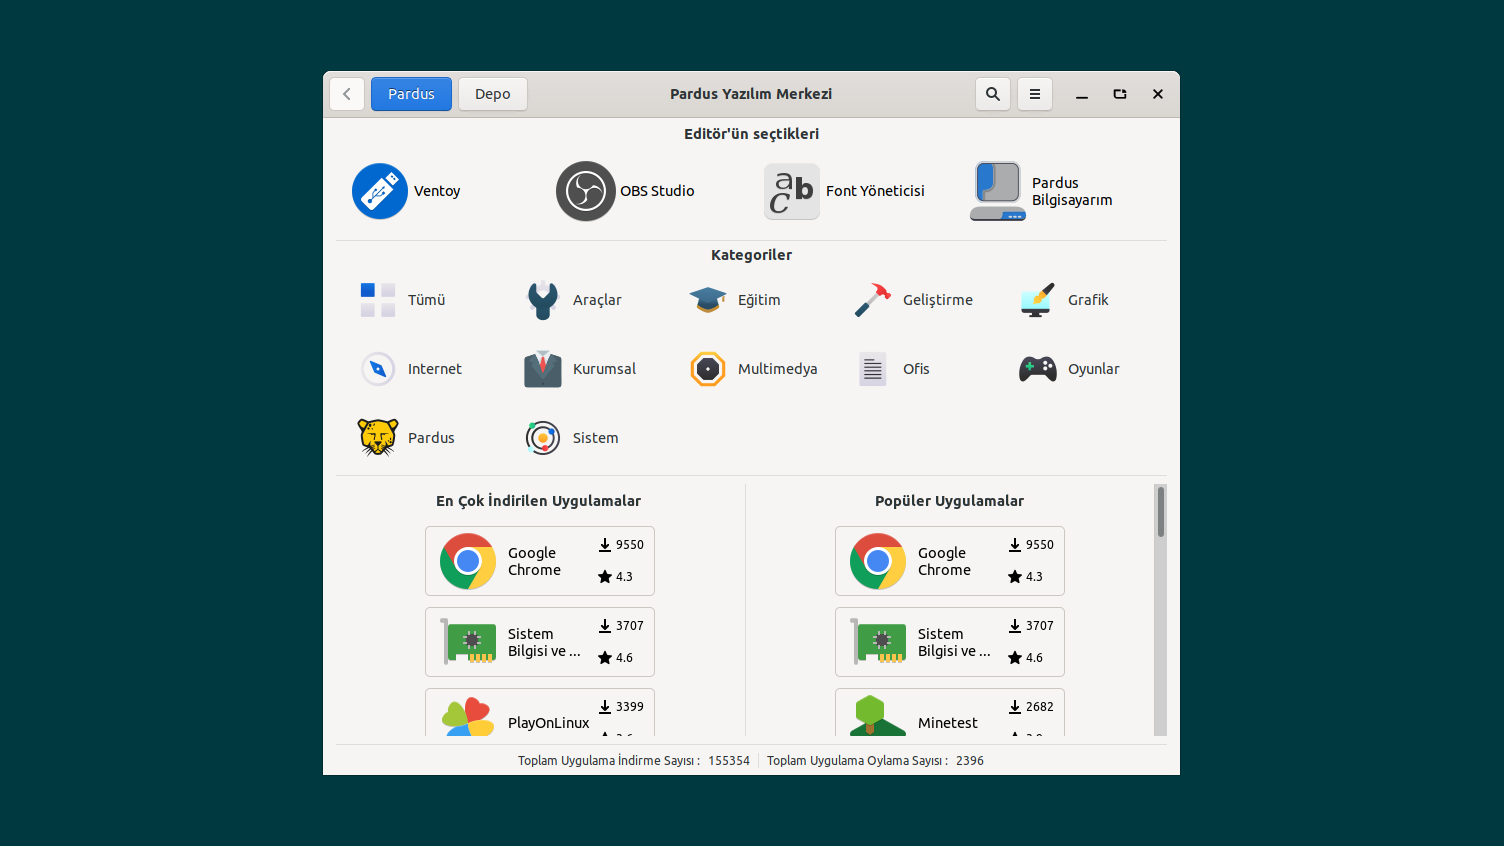 Pardus
Depo
Pardus Yazılım Merkezi
Editör'ün seçtikleri
Ventoy
OBS Studio
a b c
Font Yöneticisi
Pardus
Bilgisayarım
Kategoriler
Tümü
Araçlar
Eğitim
Geliştirme
Grafik
Internet
Kurumsal
Multimedya
Ofis
Oyunlar
Pardus
Sistem
En Çok İndirilen Uygulamalar
Google
Chrome
9550
4.3
Sistem
Bilgisi ve ...
3707
4.6
PlayOnLinux
3399
Popüler Uygulamalar
Google
Chrome
9550
4.3
Sistem
Bilgisi ve ...
3707
4.6
Minetest
2682
Toplam Uygulama İndirme Sayısı : 155354
Toplam Uygulama Oylama Sayısı : 2396